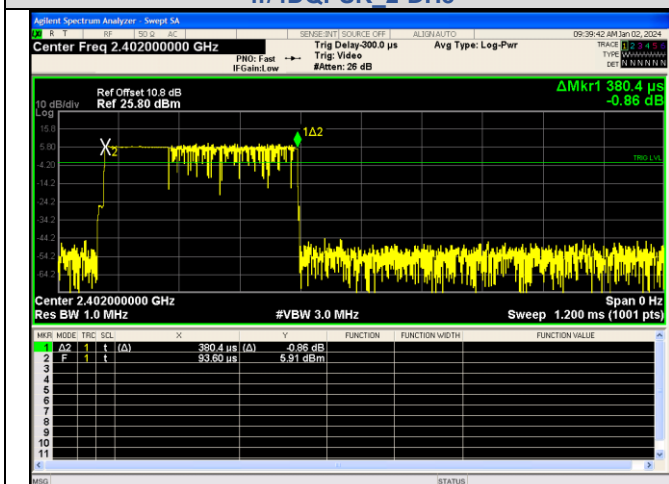 Agilent Spectrum Analyzer - Swept SA
R T RF 50 Ω AC SENSE:INT SOURCE OFF ALIGNAUTO 09:39:42 AM Jan 02, 2024
Center Freq 2.402000000 GHz
PNO: Fast
IFGain:Low
Trig Delay-300.0 µs
Trig: Video
#Atten: 26 dB
Avg Type: Log-Pwr
TRACE 1 2 3 4 5 6
TYPE WWWWWW
DET N N N N N N
Ref Offset 10.8 dB
Ref 25.80 dBm
10 dB/div
Log
ΔMkr1 380.4 µs
-0.86 dB
15.8
5.80
-4.20
-14.2
-24.2
-34.2
-44.2
-54.2
-64.2
X2
1Δ2
TRIG LVL
Center 2.402000000 GHz
Span 0 Hz
Res BW 1.0 MHz
#VBW 3.0 MHz
Sweep 1.200 ms (1001 pts)
MKR MODE TRC SCL X Y FUNCTION FUNCTION WIDTH FUNCTION VALUE
1 Δ2 1 t (Δ) 380.4 µs (Δ) -0.86 dB
2 F 1 t 93.60 µs 5.91 dBm
3
4
5
6
7
8
9
10
11
MSG STATUS